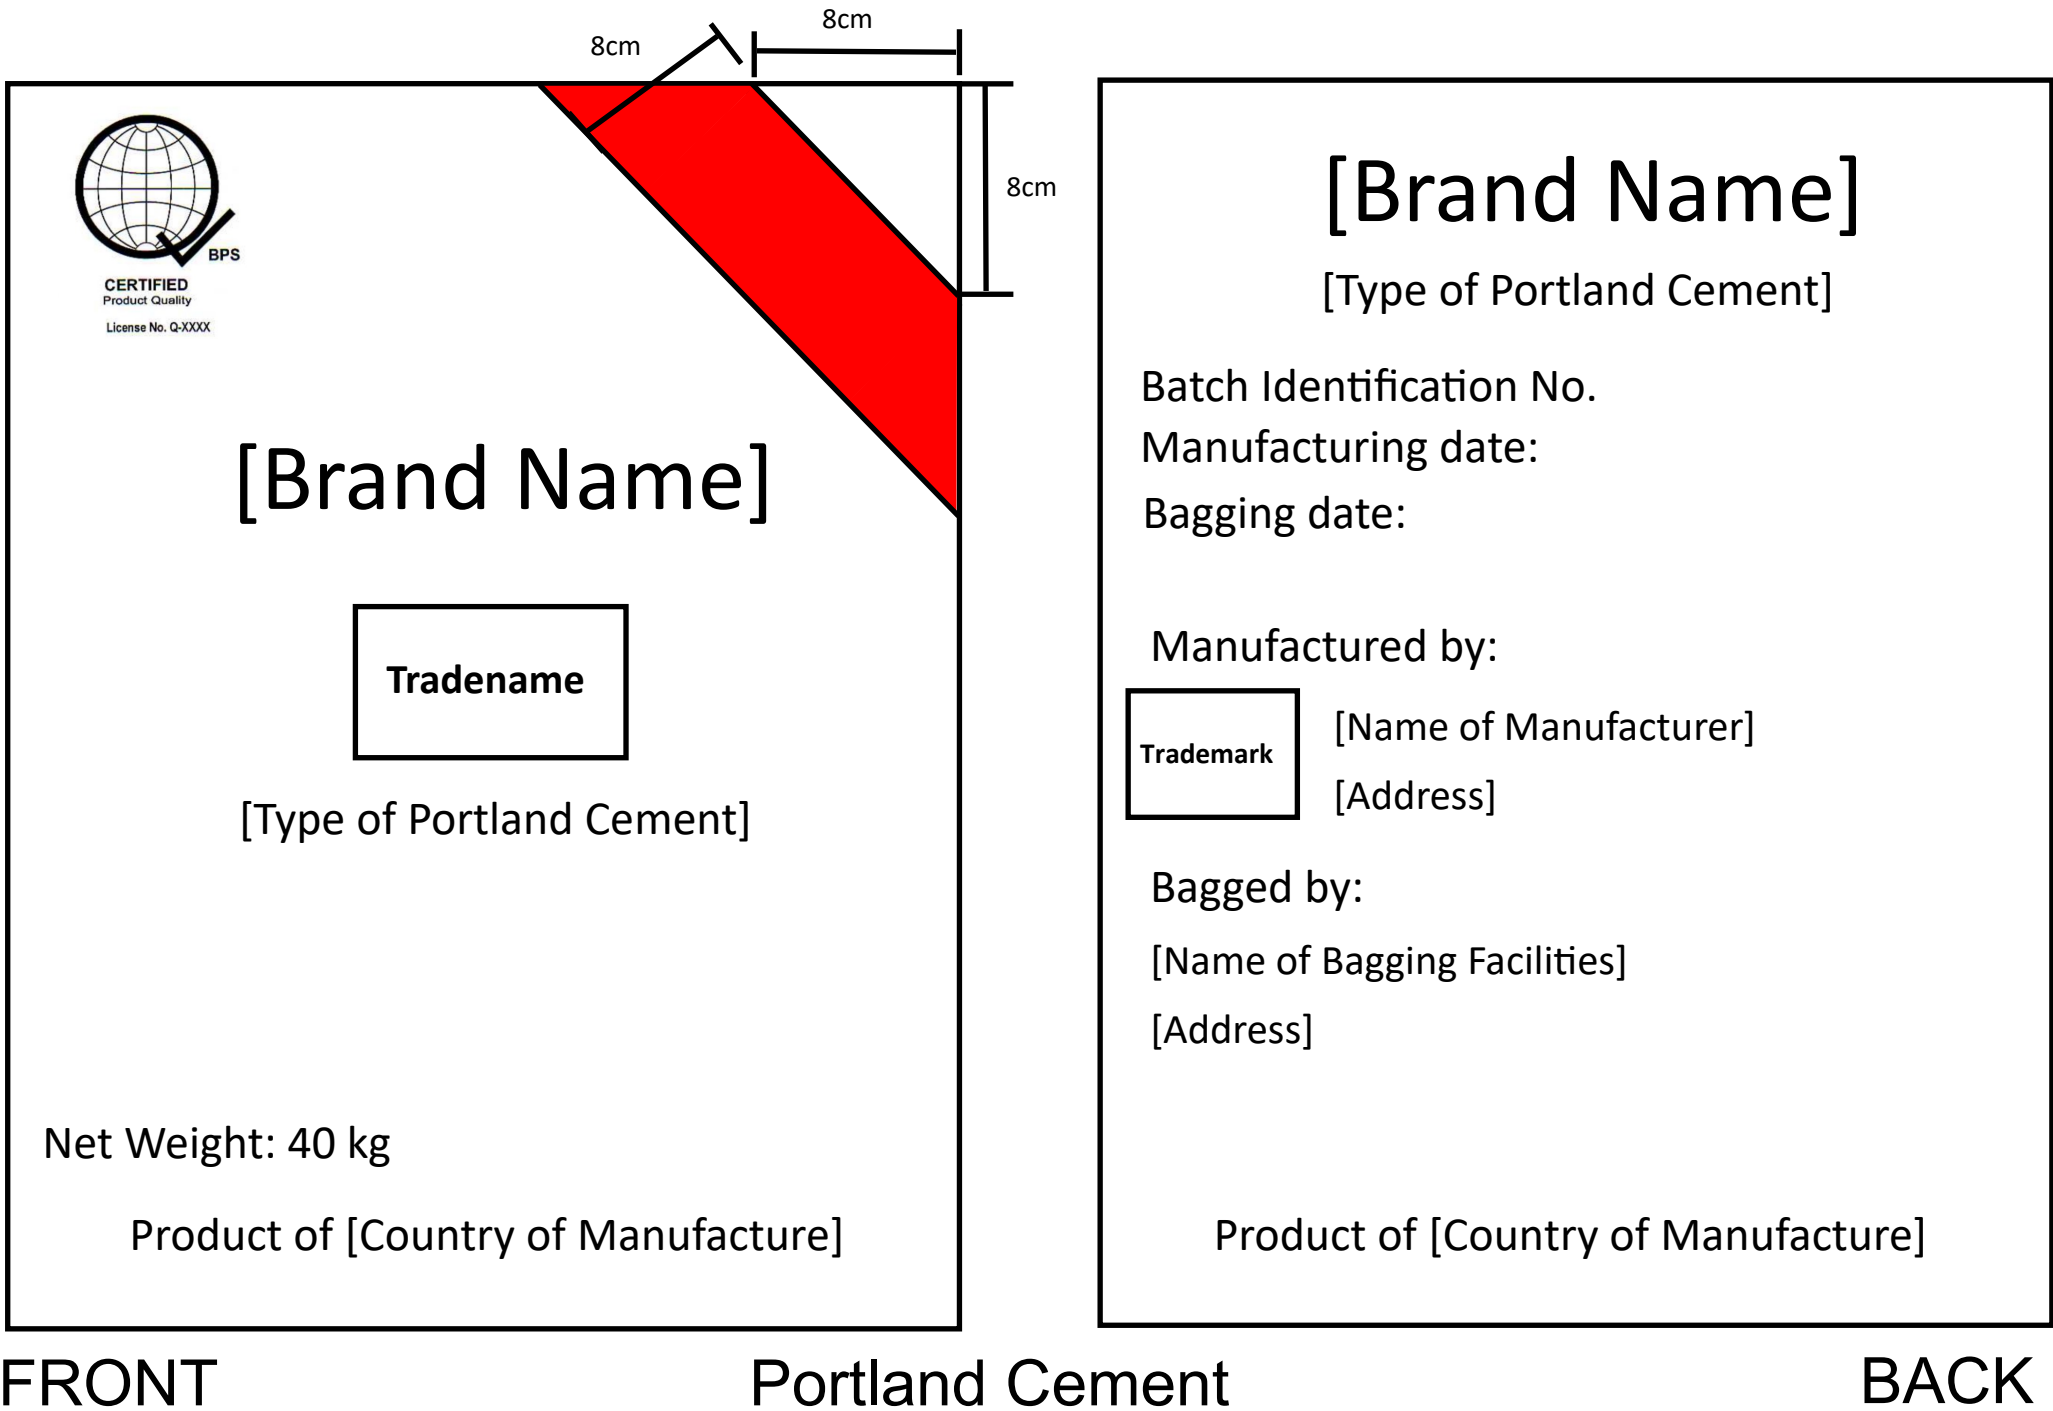 8cm
8cm
8cm
BPS
CERTIFIED
Product Quality
License No. Q-XXXX
[Brand Name]
Tradename
[Type of Portland Cement]
Net Weight: 40 kg
Product of [Country of Manufacture]
FRONT
Portland Cement
[Brand Name]
[Type of Portland Cement]
Batch Identification No.
Manufacturing date:
Bagging date:
Manufactured by:
Trademark
[Name of Manufacturer]
[Address]
Bagged by:
[Name of Bagging Facilities]
[Address]
Product of [Country of Manufacture]
BACK